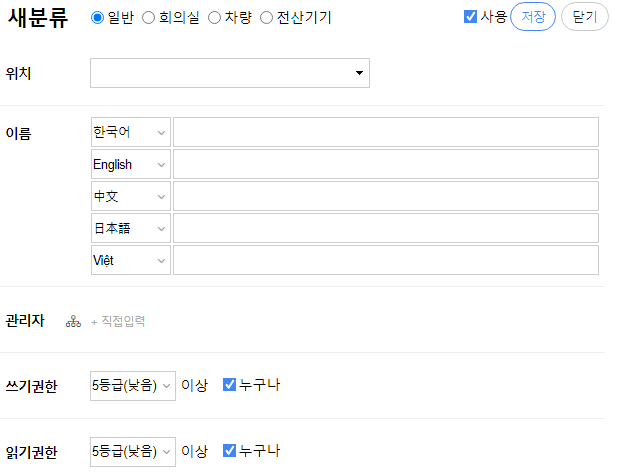 새분류 일반 회의실 차량 전산기기 사용 저장 닫기
위치
이름 한국어
English
中文
日本語
Việt
관리자 + 직접입력
쓰기권한 5등급(낮음) 이상 누구나
읽기권한 5등급(낮음) 이상 누구나